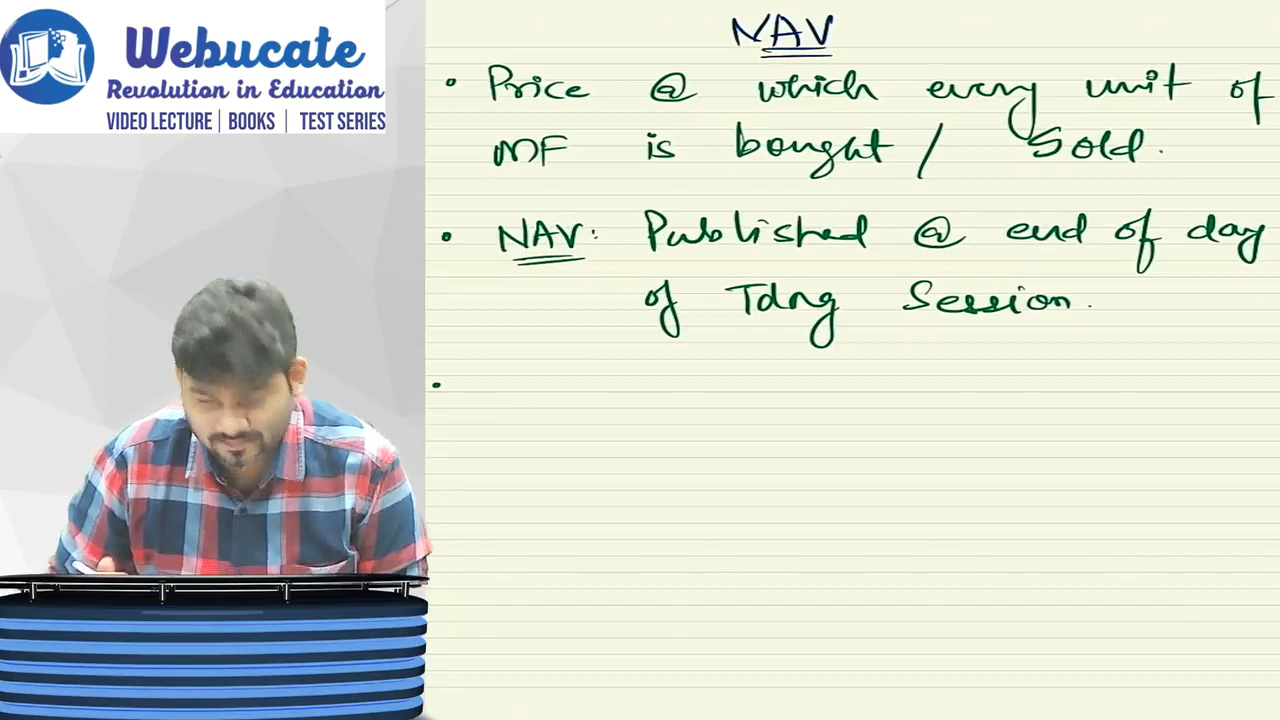 Webucate
Revolution in Education
VIDEO LECTURE | BOOKS | TEST SERIES
NAV
• Price @ which every unit of
MF is bought / Sold.
• NAV: Published @ end of day
of Tdng Session.
•